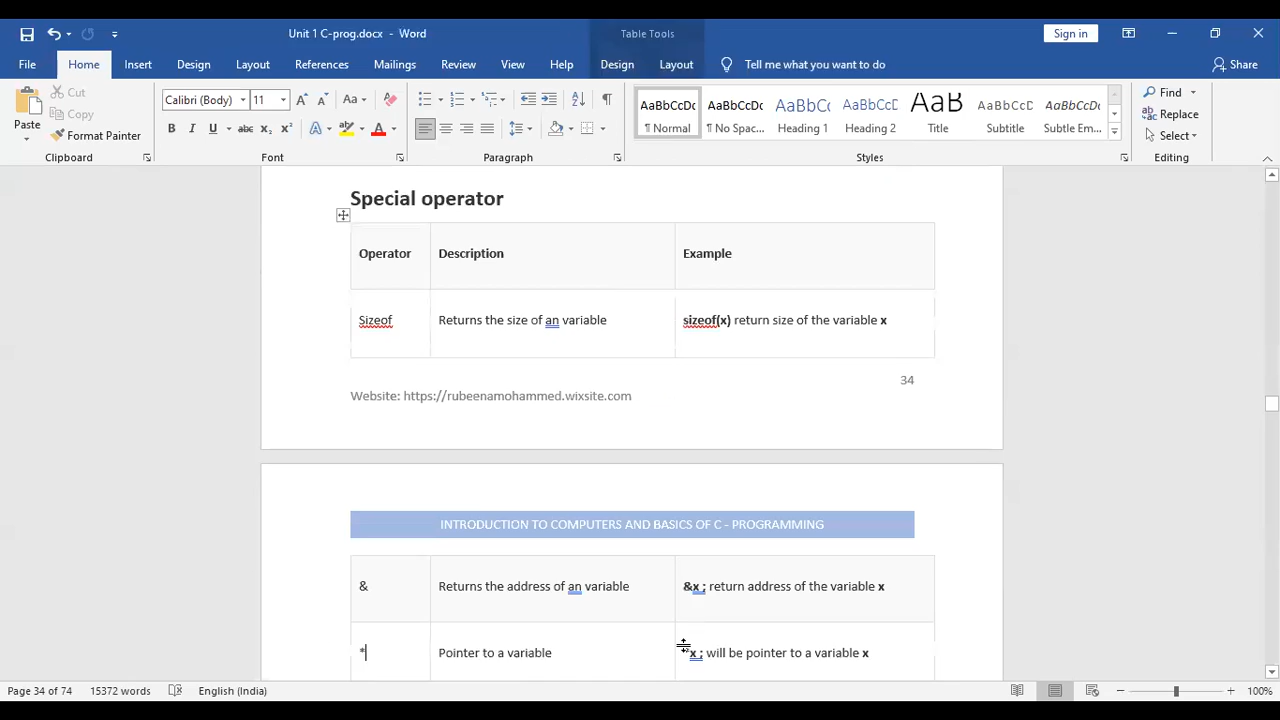 Unit 1 C-prog.docx - Word
Table Tools
Sign in
File Home Insert Design Layout References Mailings Review View Help Design Layout Tell me what you want to do Share
Paste
Cut
Copy
Format Painter
Clipboard
Calibri (Body) 11
A A Aa
B I U abc x₂ x² A A
Font
Paragraph
AaBbCcDc AaBbCcDc AaBbCc AaBbCcD AaB AaBbCcD AaBbCcDc
¶ Normal ¶ No Spac... Heading 1 Heading 2 Title Subtitle Subtle Em...
Styles
Find
Replace
Select
Editing
Special operator
Operator Description Example
Sizeof Returns the size of an variable sizeof(x) return size of the variable x
34
Website: https://rubeenamohammed.wixsite.com
INTRODUCTION TO COMPUTERS AND BASICS OF C - PROGRAMMING
& Returns the address of an variable &x ; return address of the variable x
* Pointer to a variable *x ; will be pointer to a variable x
Page 34 of 74 15372 words English (India) 100%